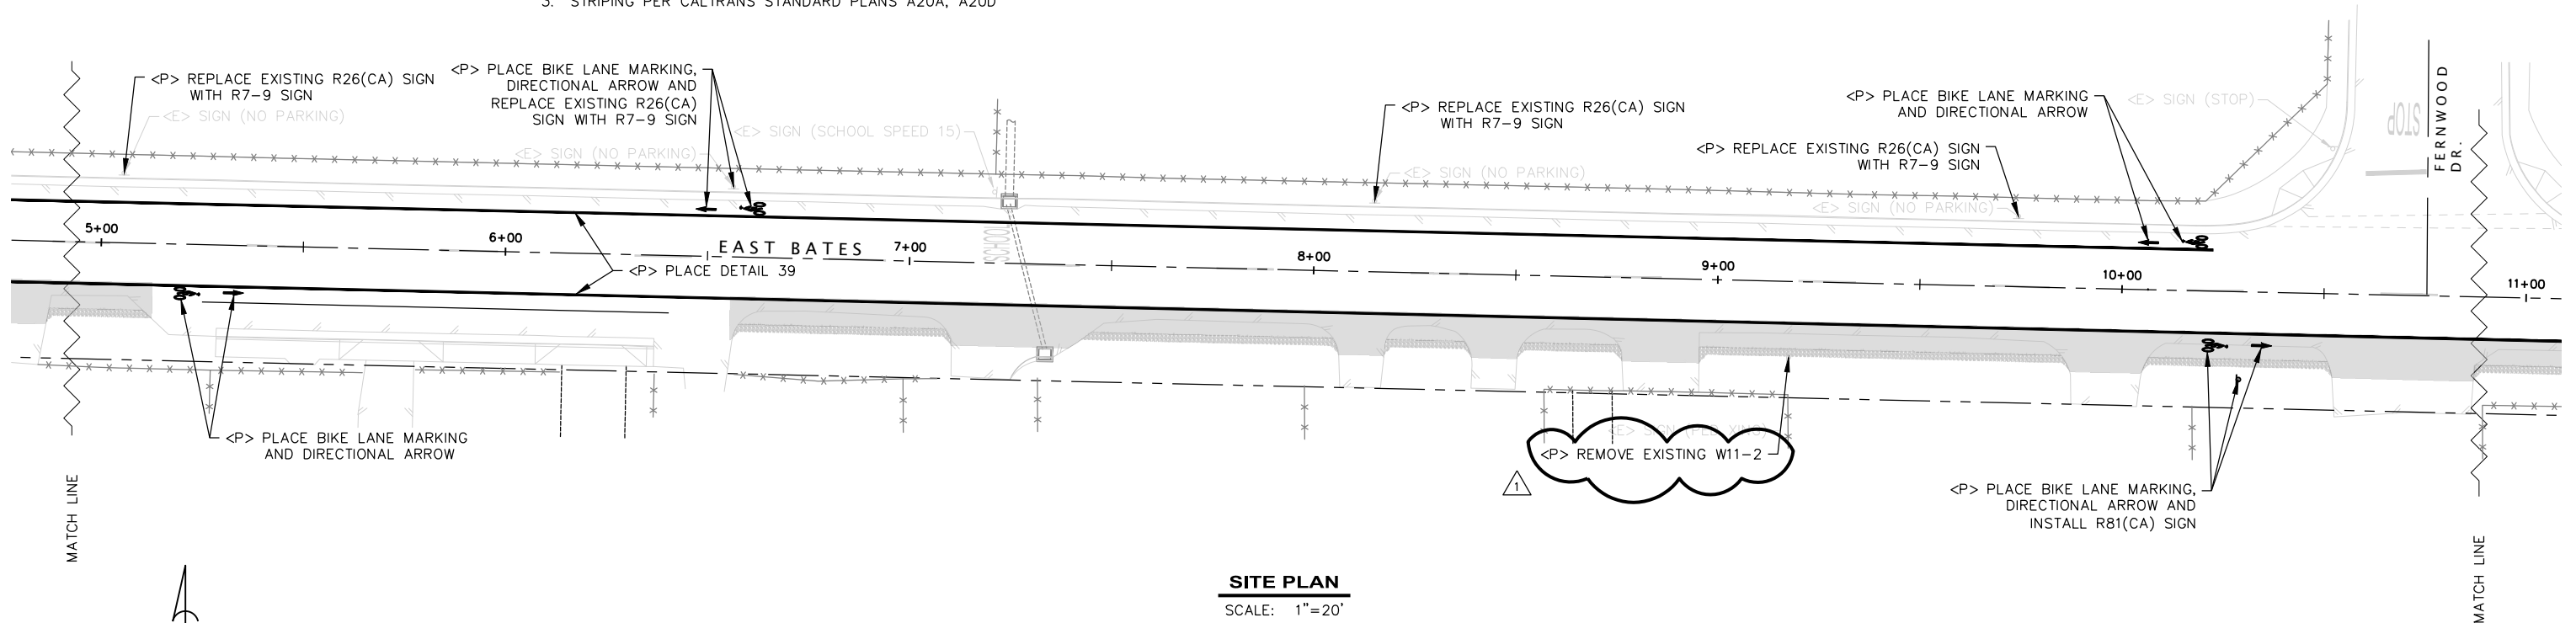 3. STRIPING PER CALTRANS STANDARD PLANS A20A, A20D
<P> REPLACE EXISTING R26(CA) SIGN
WITH R7-9 SIGN
<E> SIGN (NO PARKING)
<P> PLACE BIKE LANE MARKING,
DIRECTIONAL ARROW AND
REPLACE EXISTING R26(CA)
SIGN WITH R7-9 SIGN
<E> SIGN (NO PARKING)
<E> SIGN (SCHOOL SPEED 15)
<P> REPLACE EXISTING R26(CA) SIGN
WITH R7-9 SIGN
<E> SIGN (NO PARKING)
<P> PLACE BIKE LANE MARKING
AND DIRECTIONAL ARROW
<P> REPLACE EXISTING R26(CA) SIGN
WITH R7-9 SIGN
<E> SIGN (NO PARKING)
<E> SIGN (STOP)
STOP
FERNWOOD
DR.
5+00
6+00
EAST BATES
7+00
SCHOOL
8+00
9+00
10+00
11+00
<P> PLACE DETAIL 39
<P> PLACE BIKE LANE MARKING
AND DIRECTIONAL ARROW
<E> SIGN (PED XING)
<P> REMOVE EXISTING W11-2
1
<P> PLACE BIKE LANE MARKING,
DIRECTIONAL ARROW AND
INSTALL R81(CA) SIGN
MATCH LINE
MATCH LINE
SITE PLAN
SCALE: 1"=20'